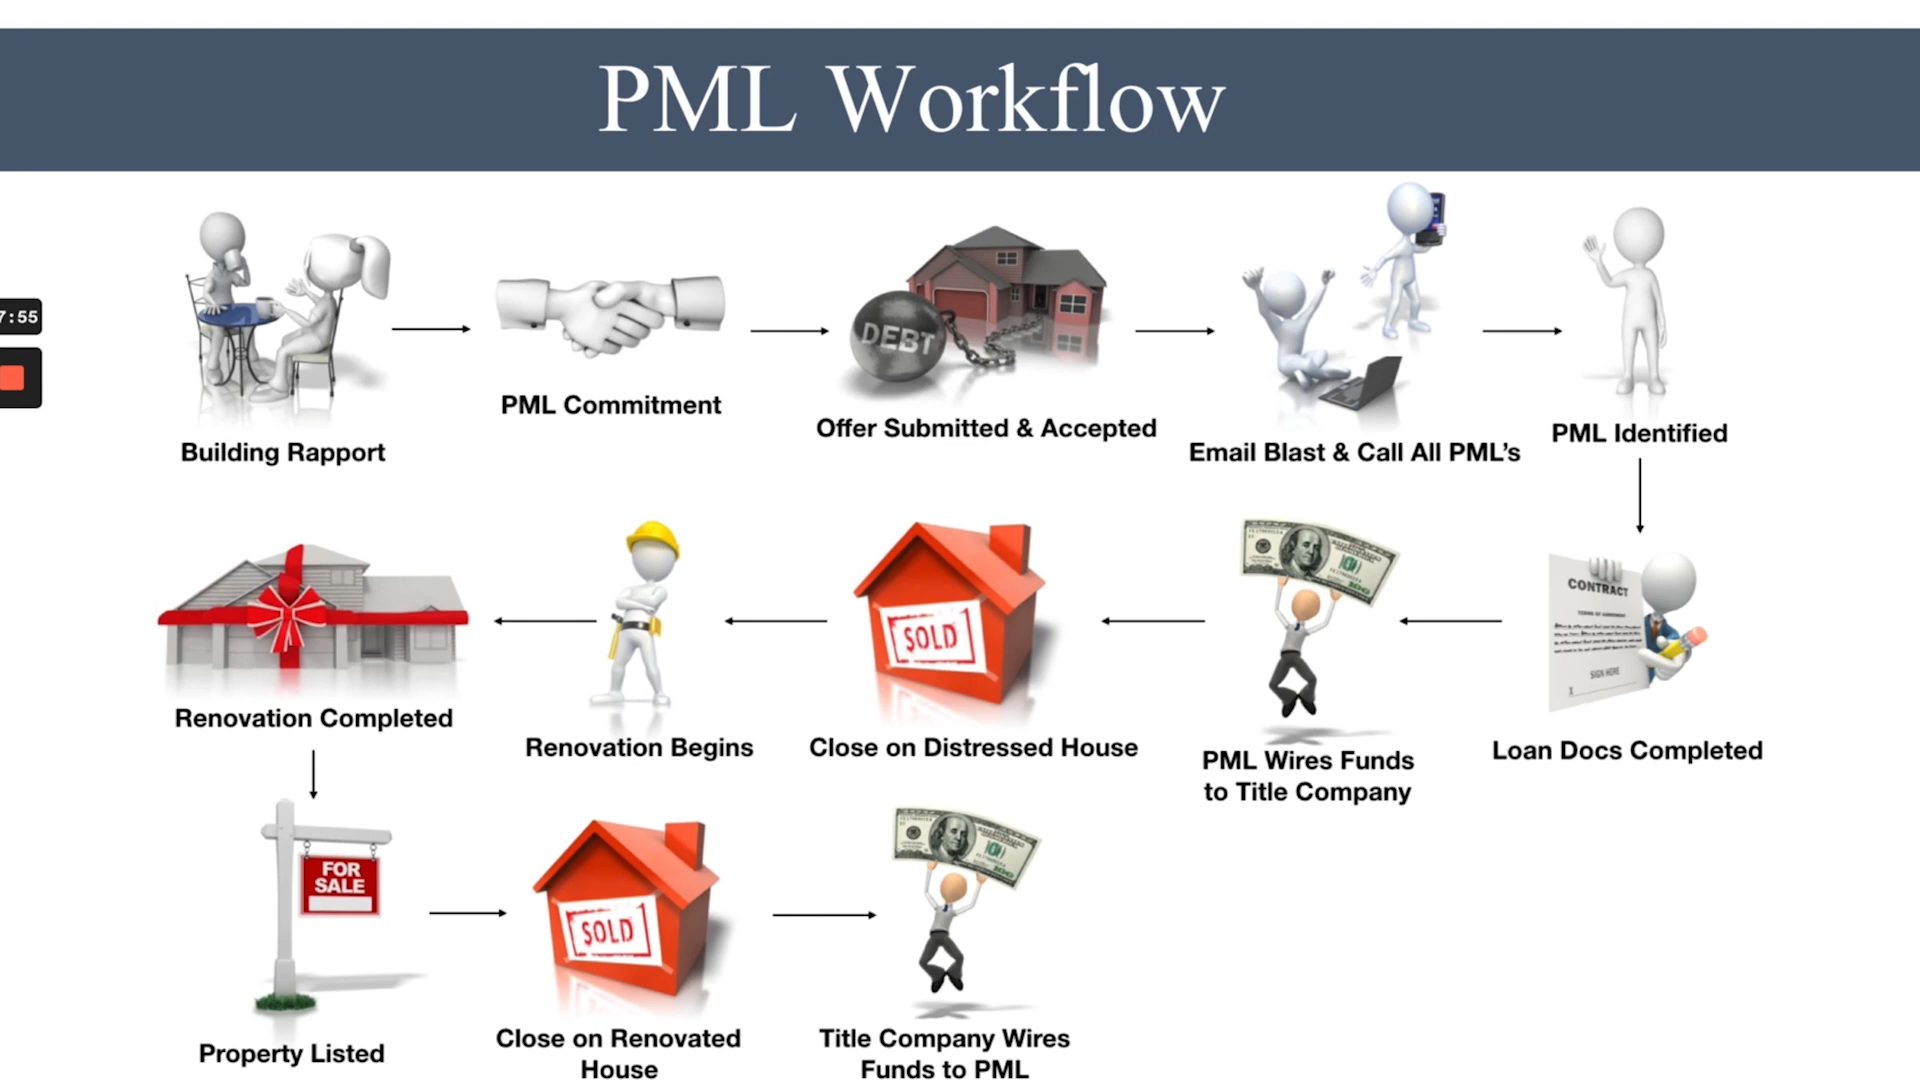 PML Workflow
7:55
DEBT
Building Rapport
PML Commitment
Offer Submitted & Accepted
Email Blast & Call All PML’s
PML Identified
CONTRACT
SIGN HERE
X
SOLD
Renovation Completed
Renovation Begins
Close on Distressed House
PML Wires Funds
to Title Company
Loan Docs Completed
FOR
SALE
SOLD
Property Listed
Close on Renovated
House
Title Company Wires
Funds to PML